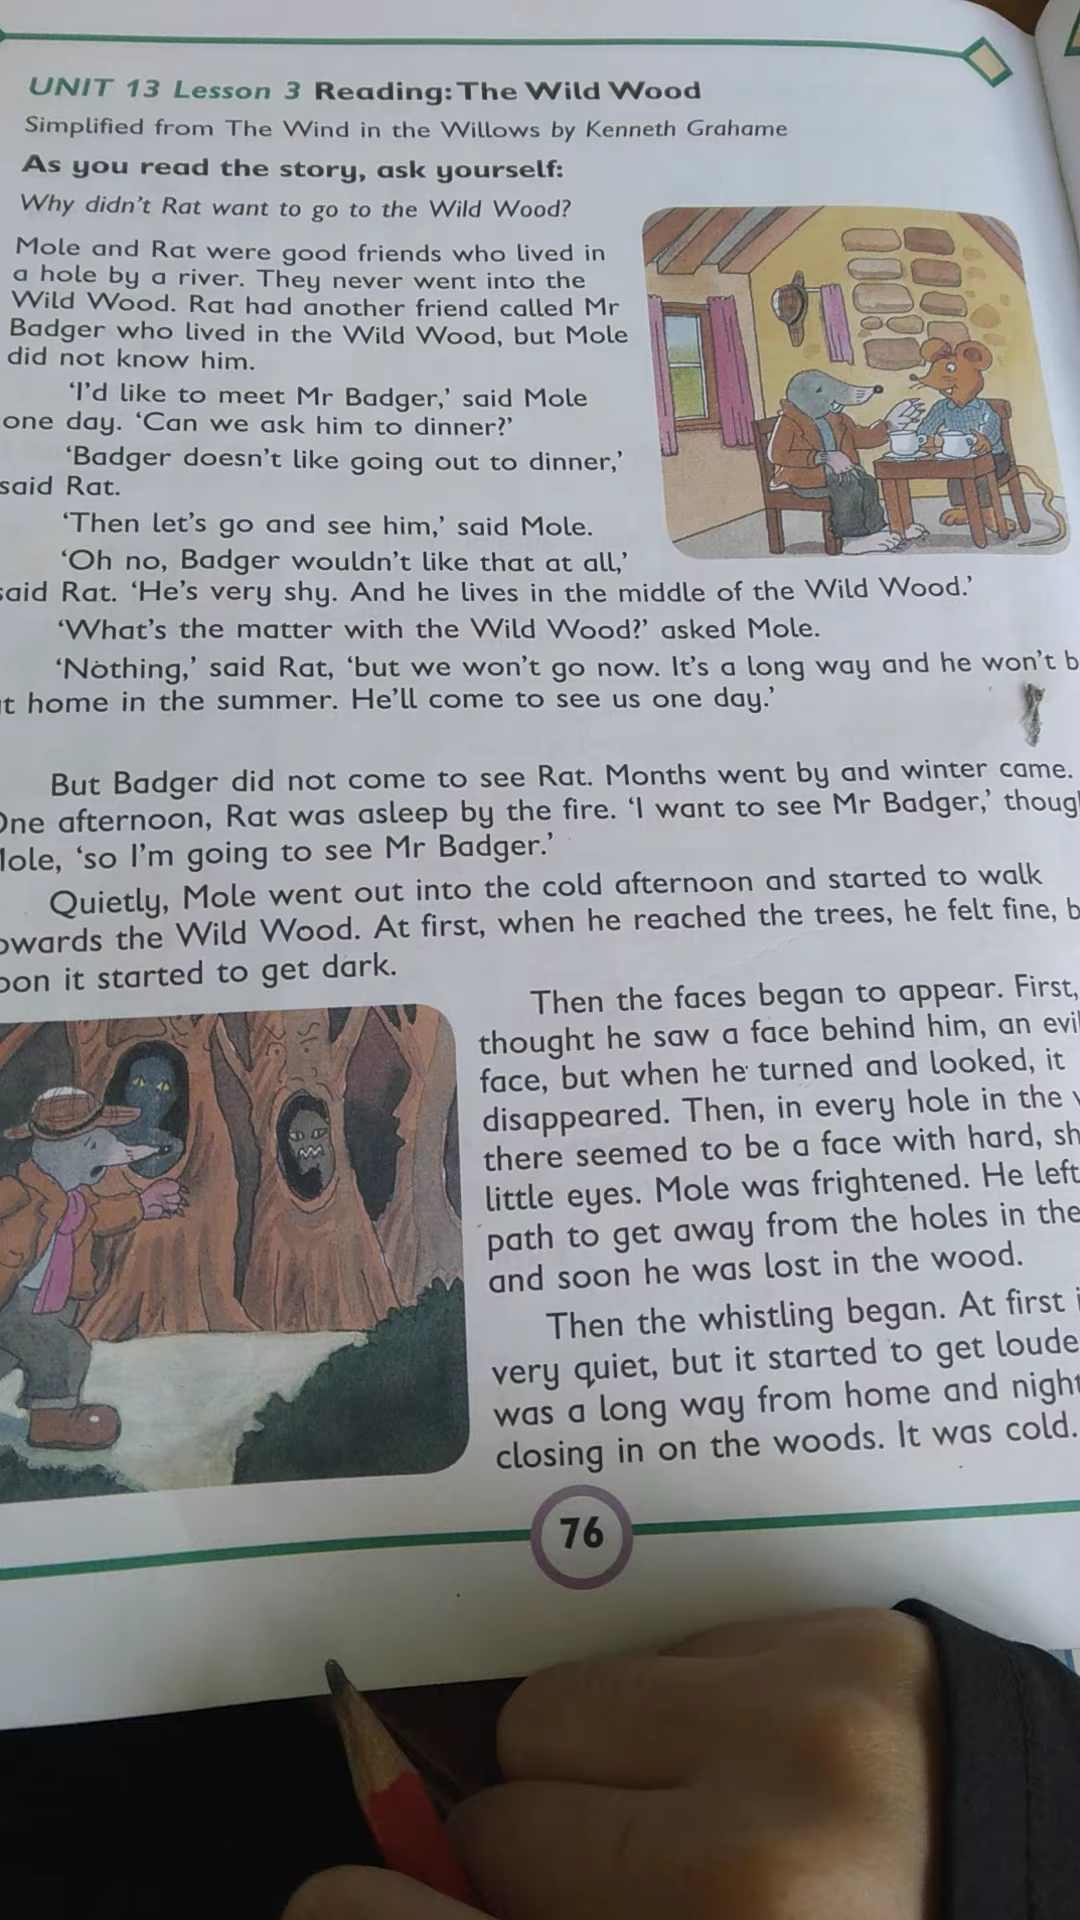 UNIT 13 Lesson 3 Reading: The Wild Wood
Simplified from The Wind in the Willows by Kenneth Grahame
As you read the story, ask yourself:
Why didn't Rat want to go to the Wild Wood?
Mole and Rat were good friends who lived in
a hole by a river. They never went into the
Wild Wood. Rat had another friend called Mr
Badger who lived in the Wild Wood, but Mole
did not know him.
'I'd like to meet Mr Badger,' said Mole
one day. 'Can we ask him to dinner?'
'Badger doesn't like going out to dinner,'
said Rat.
'Then let's go and see him,' said Mole.
'Oh no, Badger wouldn't like that at all,'
said Rat. 'He's very shy. And he lives in the middle of the Wild Wood.'
'What's the matter with the Wild Wood?' asked Mole.
'Nothing,' said Rat, 'but we won't go now. It's a long way and he won't
home in the summer. He'll come to see us one day.'
But Badger did not come to see Rat. Months went by and winter came.
One afternoon, Rat was asleep by the fire. 'I want to see Mr Badger,'
'so I'm going to see Mr Badger.'
Quietly, Mole went out into the cold afternoon and started to walk
the Wild Wood. At first, when he reached the trees, he felt fine,
it started to get dark.
Then the faces began to appear. First,
thought he saw a face behind him, an evil
face, but when he turned and looked, it
disappeared. Then, in every hole in the
there seemed to be a face with hard,
little eyes. Mole was frightened. He left
path to get away from the holes in the
and soon he was lost in the wood.
Then the whistling began. At first
very quiet, but it started to get
was a long way from home and night
closing in on the woods. It was cold.
76